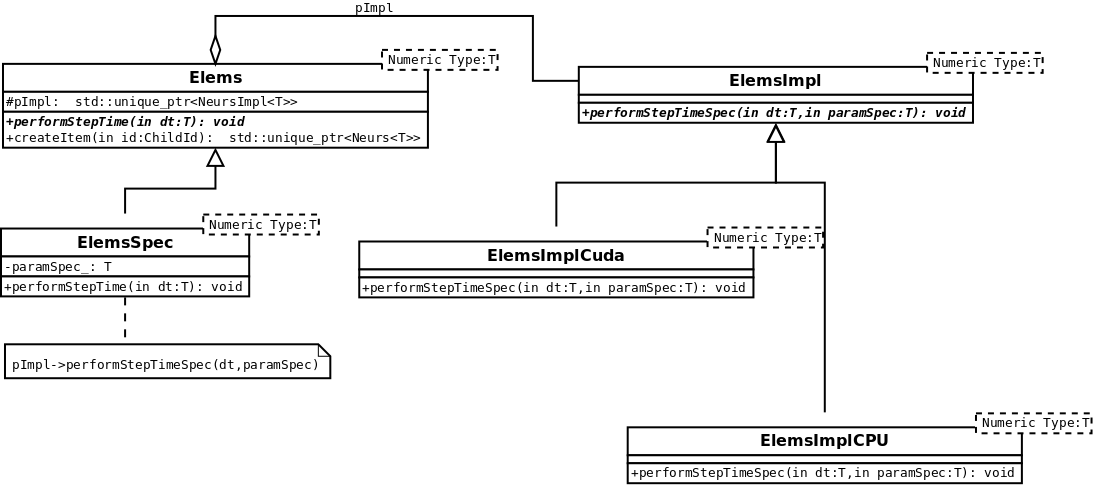 pImpl
Numeric Type:T
Elems
#pImpl:  std::unique_ptr<NeursImpl<T>>
+performStepTime(in dt:T): void
+createItem(in id:ChildId):  std::unique_ptr<Neurs<T>>
Numeric Type:T
ElemsImpl
+performStepTimeSpec(in dt:T,in paramSpec:T): void
Numeric Type:T
ElemsSpec
-paramSpec_: T
+performStepTime(in dt:T): void
pImpl->performStepTimeSpec(dt,paramSpec)
Numeric Type:T
ElemsImplCuda
+performStepTimeSpec(in dt:T,in paramSpec:T): void
Numeric Type:T
ElemsImplCPU
+performStepTimeSpec(in dt:T,in paramSpec:T): void